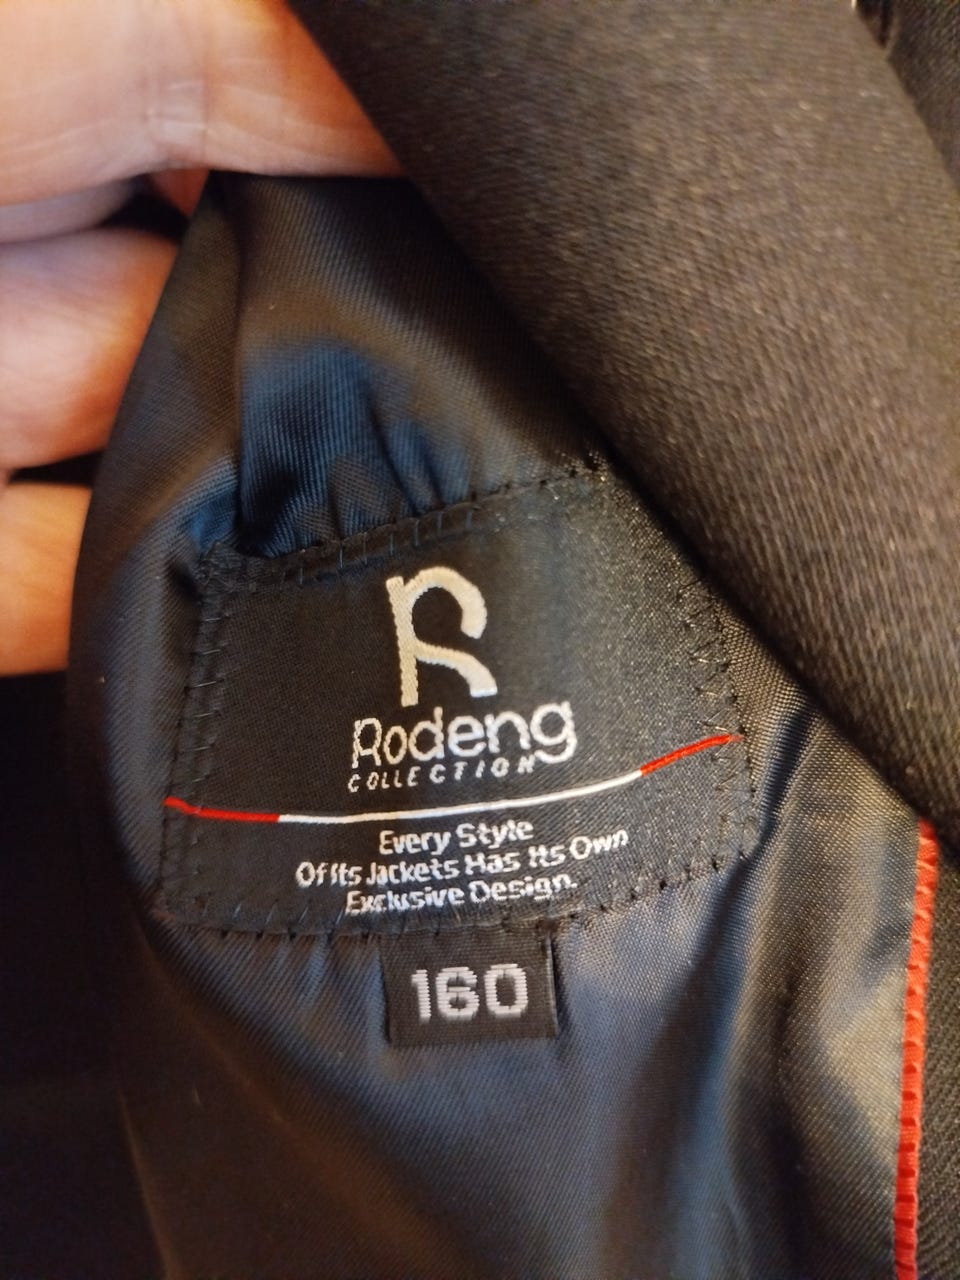 R
Rodeng
COLLECTION
Every Style
Of Its Jackets Has Its Own
Exclusive Design.
160